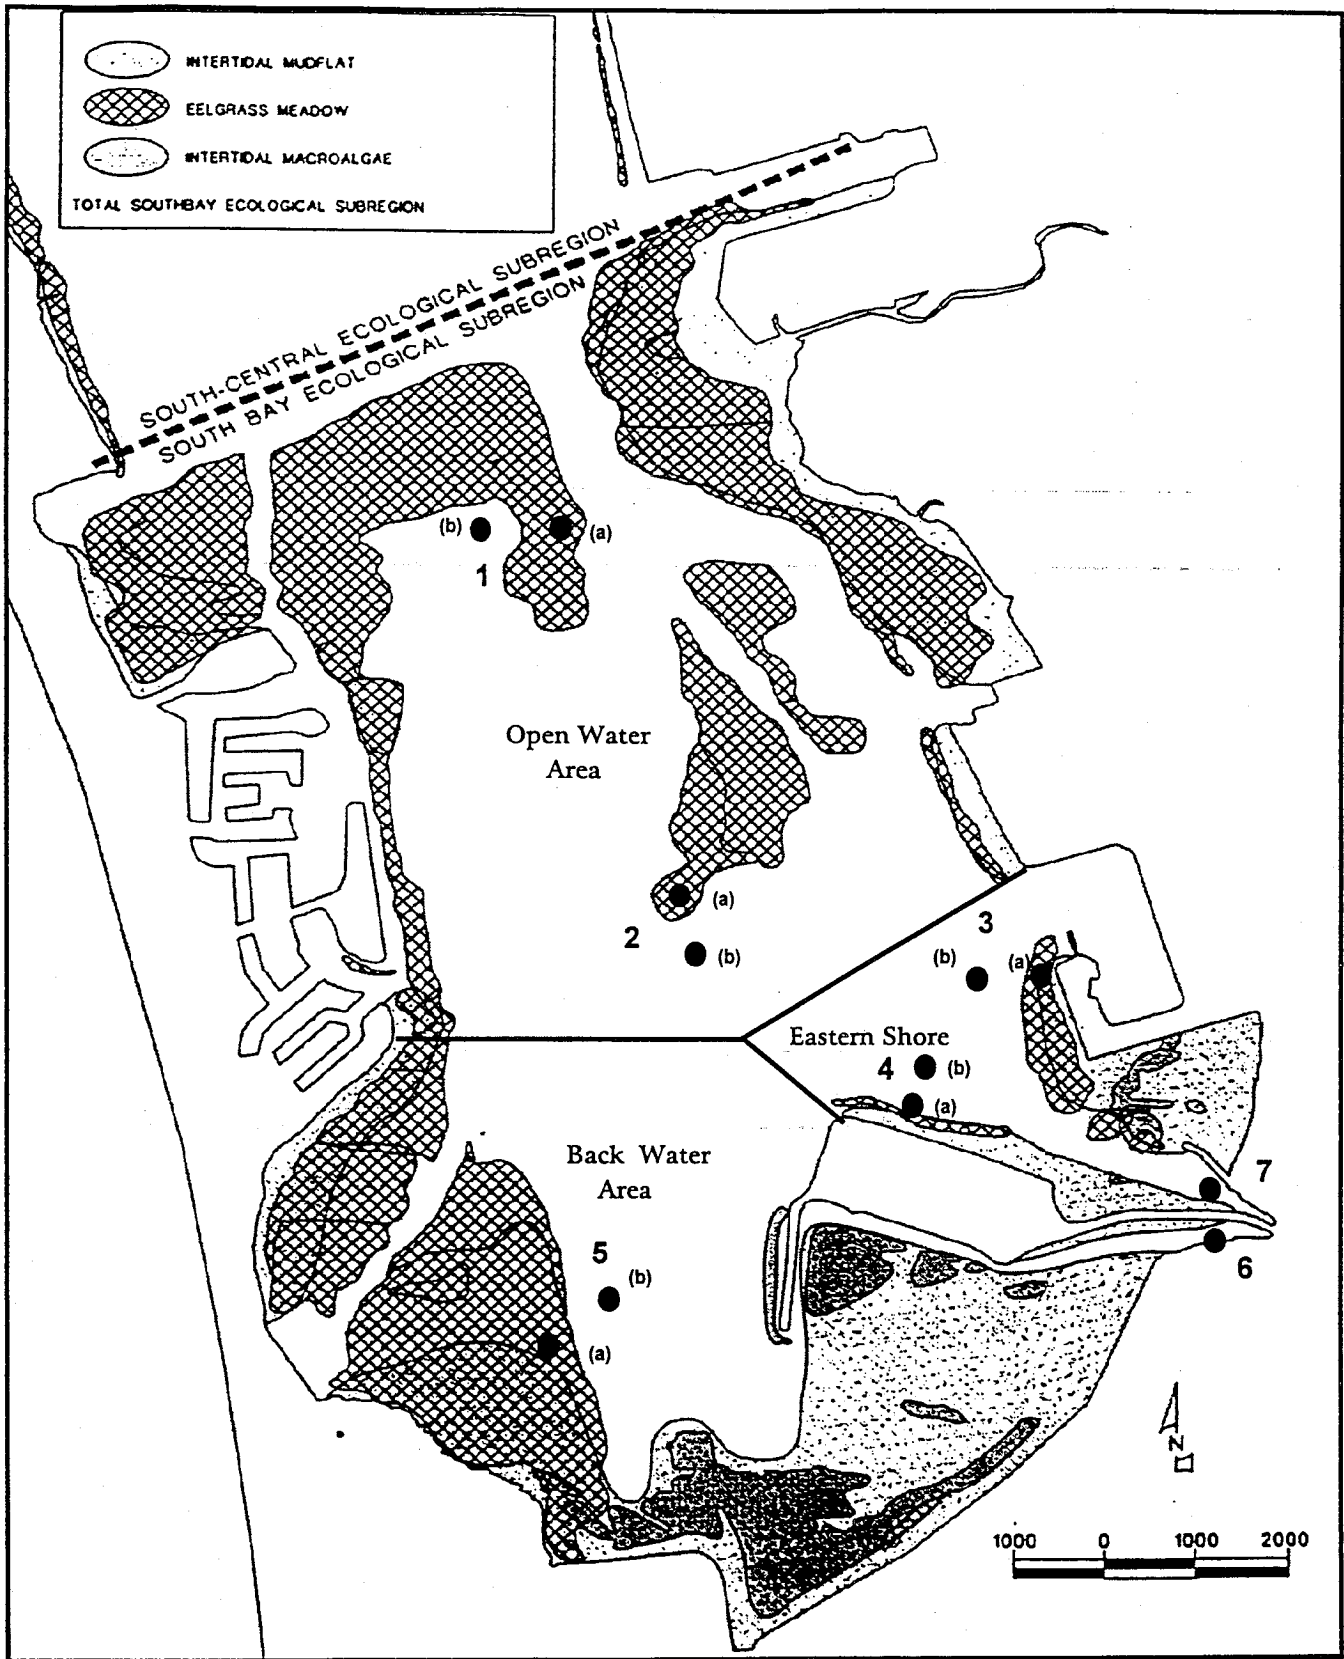 INTERTIDAL MUDFLAT
EELGRASS MEADOW
INTERTIDAL MACROALGAE
TOTAL SOUTHBAY ECOLOGICAL SUBREGION
SOUTH-CENTRAL ECOLOGICAL SUBREGION
SOUTH BAY ECOLOGICAL SUBREGION
(b)
(a)
1
Open Water
Area
(a)
2
(b)
3
(b)
(a)
Eastern Shore
4
(b)
(a)
Back Water
Area
7
5
(b)
6
(a)
N
1000 0 1000 2000